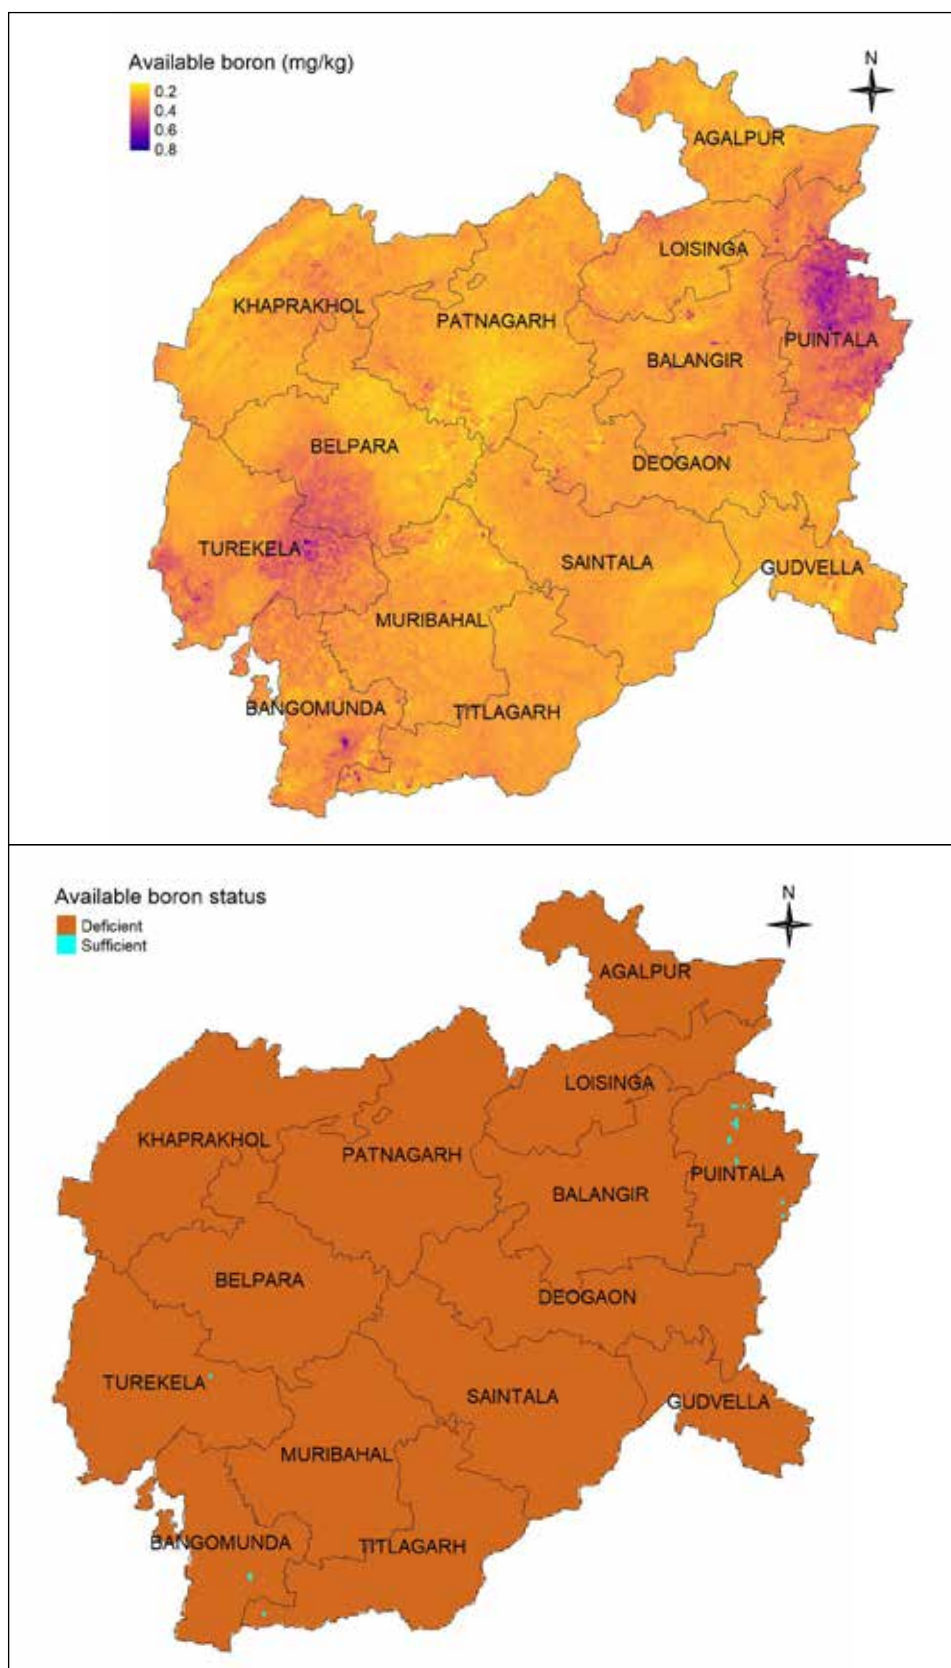 Available boron (mg/kg)
0.2
0.4
0.6
0.8
N
AGALPUR
LOISINGA
KHAPRAKHOL
PATNAGARH
PUINTALA
BALANGIR
BELPARA
DEOGAON
TUREKELA
SAINTALA
GUDVELLA
MURIBAHAL
BANGOMUNDA
TITLAGARH
Available boron status
Deficient
Sufficient
N
AGALPUR
LOISINGA
KHAPRAKHOL
PATNAGARH
PUINTALA
BALANGIR
BELPARA
DEOGAON
TUREKELA
SAINTALA
GUDVELLA
MURIBAHAL
BANGOMUNDA
TITLAGARH